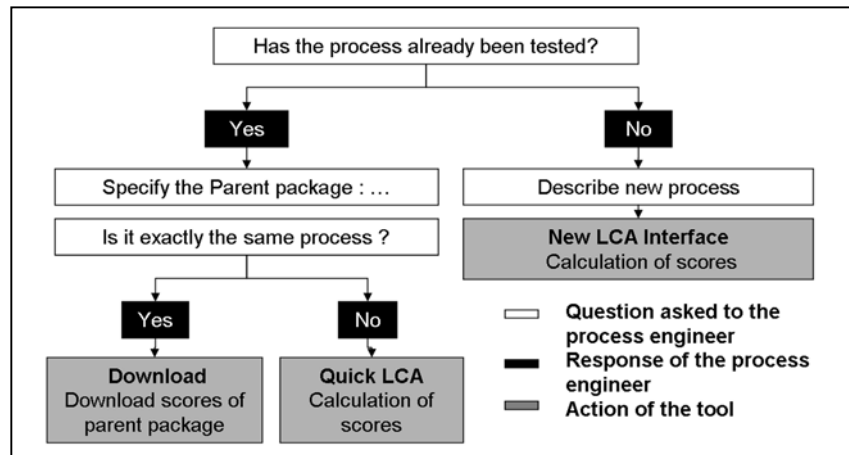 Has the process already been tested?
Yes
No
Specify the Parent package : …
Describe new process
Is it exactly the same process ?
New LCA Interface
Calculation of scores
Yes
No
Question asked to the
process engineer
Response of the process
engineer
Action of the tool
Download
Download scores of
parent package
Quick LCA
Calculation of
scores